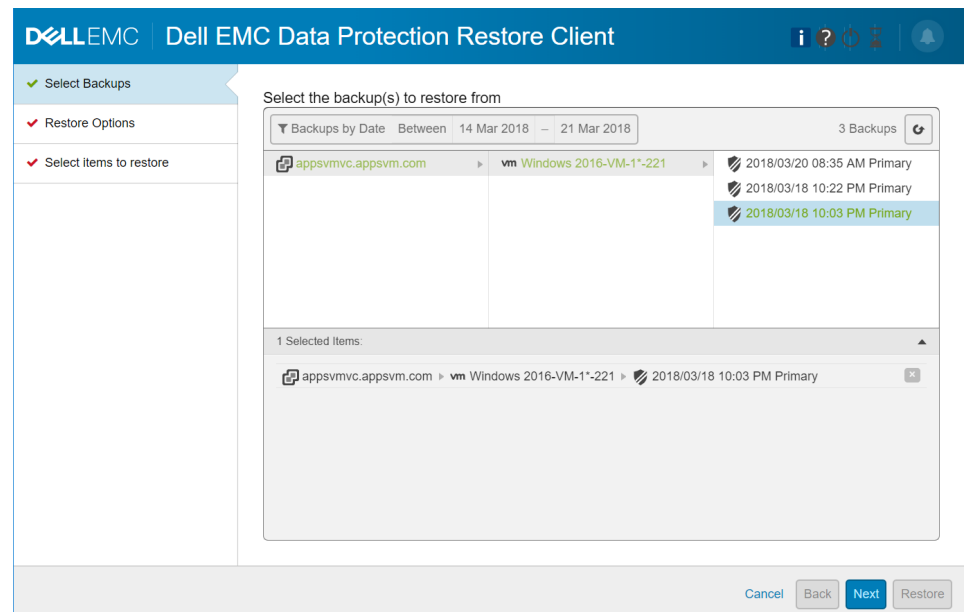 DELLEMC Dell EMC Data Protection Restore Client
Select Backups
Restore Options
Select items to restore
Select the backup(s) to restore from
Backups by Date Between 14 Mar 2018 – 21 Mar 2018 3 Backups
appsvmvc.appsvm.com vm Windows 2016-VM-1*-221 2018/03/20 08:35 AM Primary
2018/03/18 10:22 PM Primary
2018/03/18 10:03 PM Primary
1 Selected Items:
appsvmvc.appsvm.com vm Windows 2016-VM-1*-221 2018/03/18 10:03 PM Primary
Cancel Back Next Restore